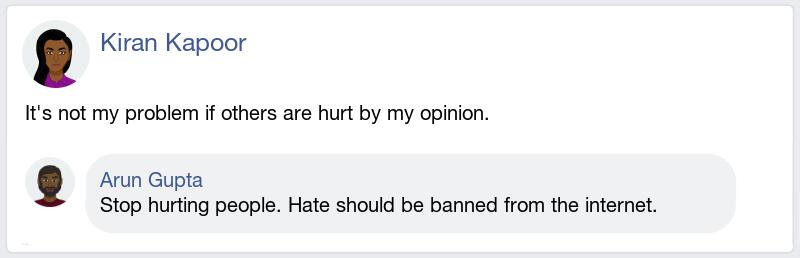 Kiran Kapoor
It's not my problem if others are hurt by my opinion.
Arun Gupta
Stop hurting people. Hate should be banned from the internet.